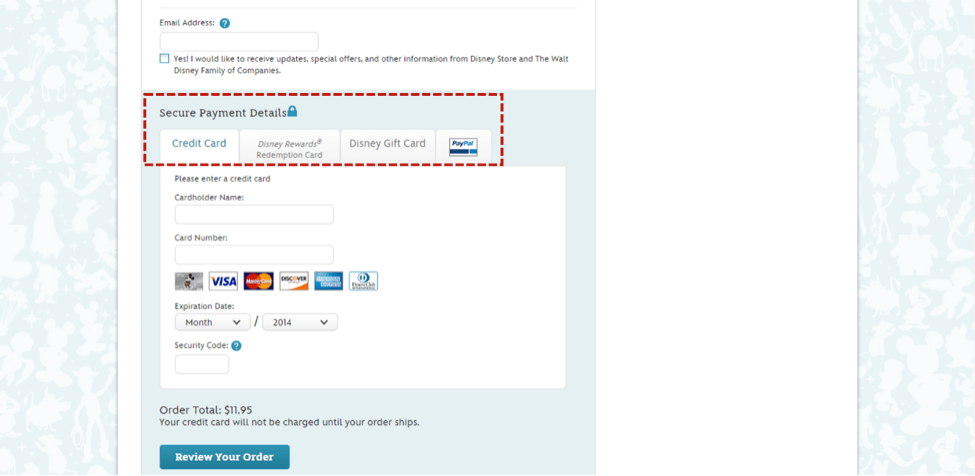 Email Address: ?
Yes! I would like to receive updates, special offers, and other information from Disney Store and The Walt
Disney Family of Companies.
Secure Payment Details
Credit Card
Disney Rewards®
Redemption Card
Disney Gift Card
PayPal
Please enter a credit card
Cardholder Name:
Card Number:
VISA
MasterCard
DISCOVER
AMERICAN EXPRESS
Diners Club
INTERNATIONAL
Expiration Date:
Month / 2014
Security Code: ?
Order Total: $11.95
Your credit card will not be charged until your order ships.
Review Your Order